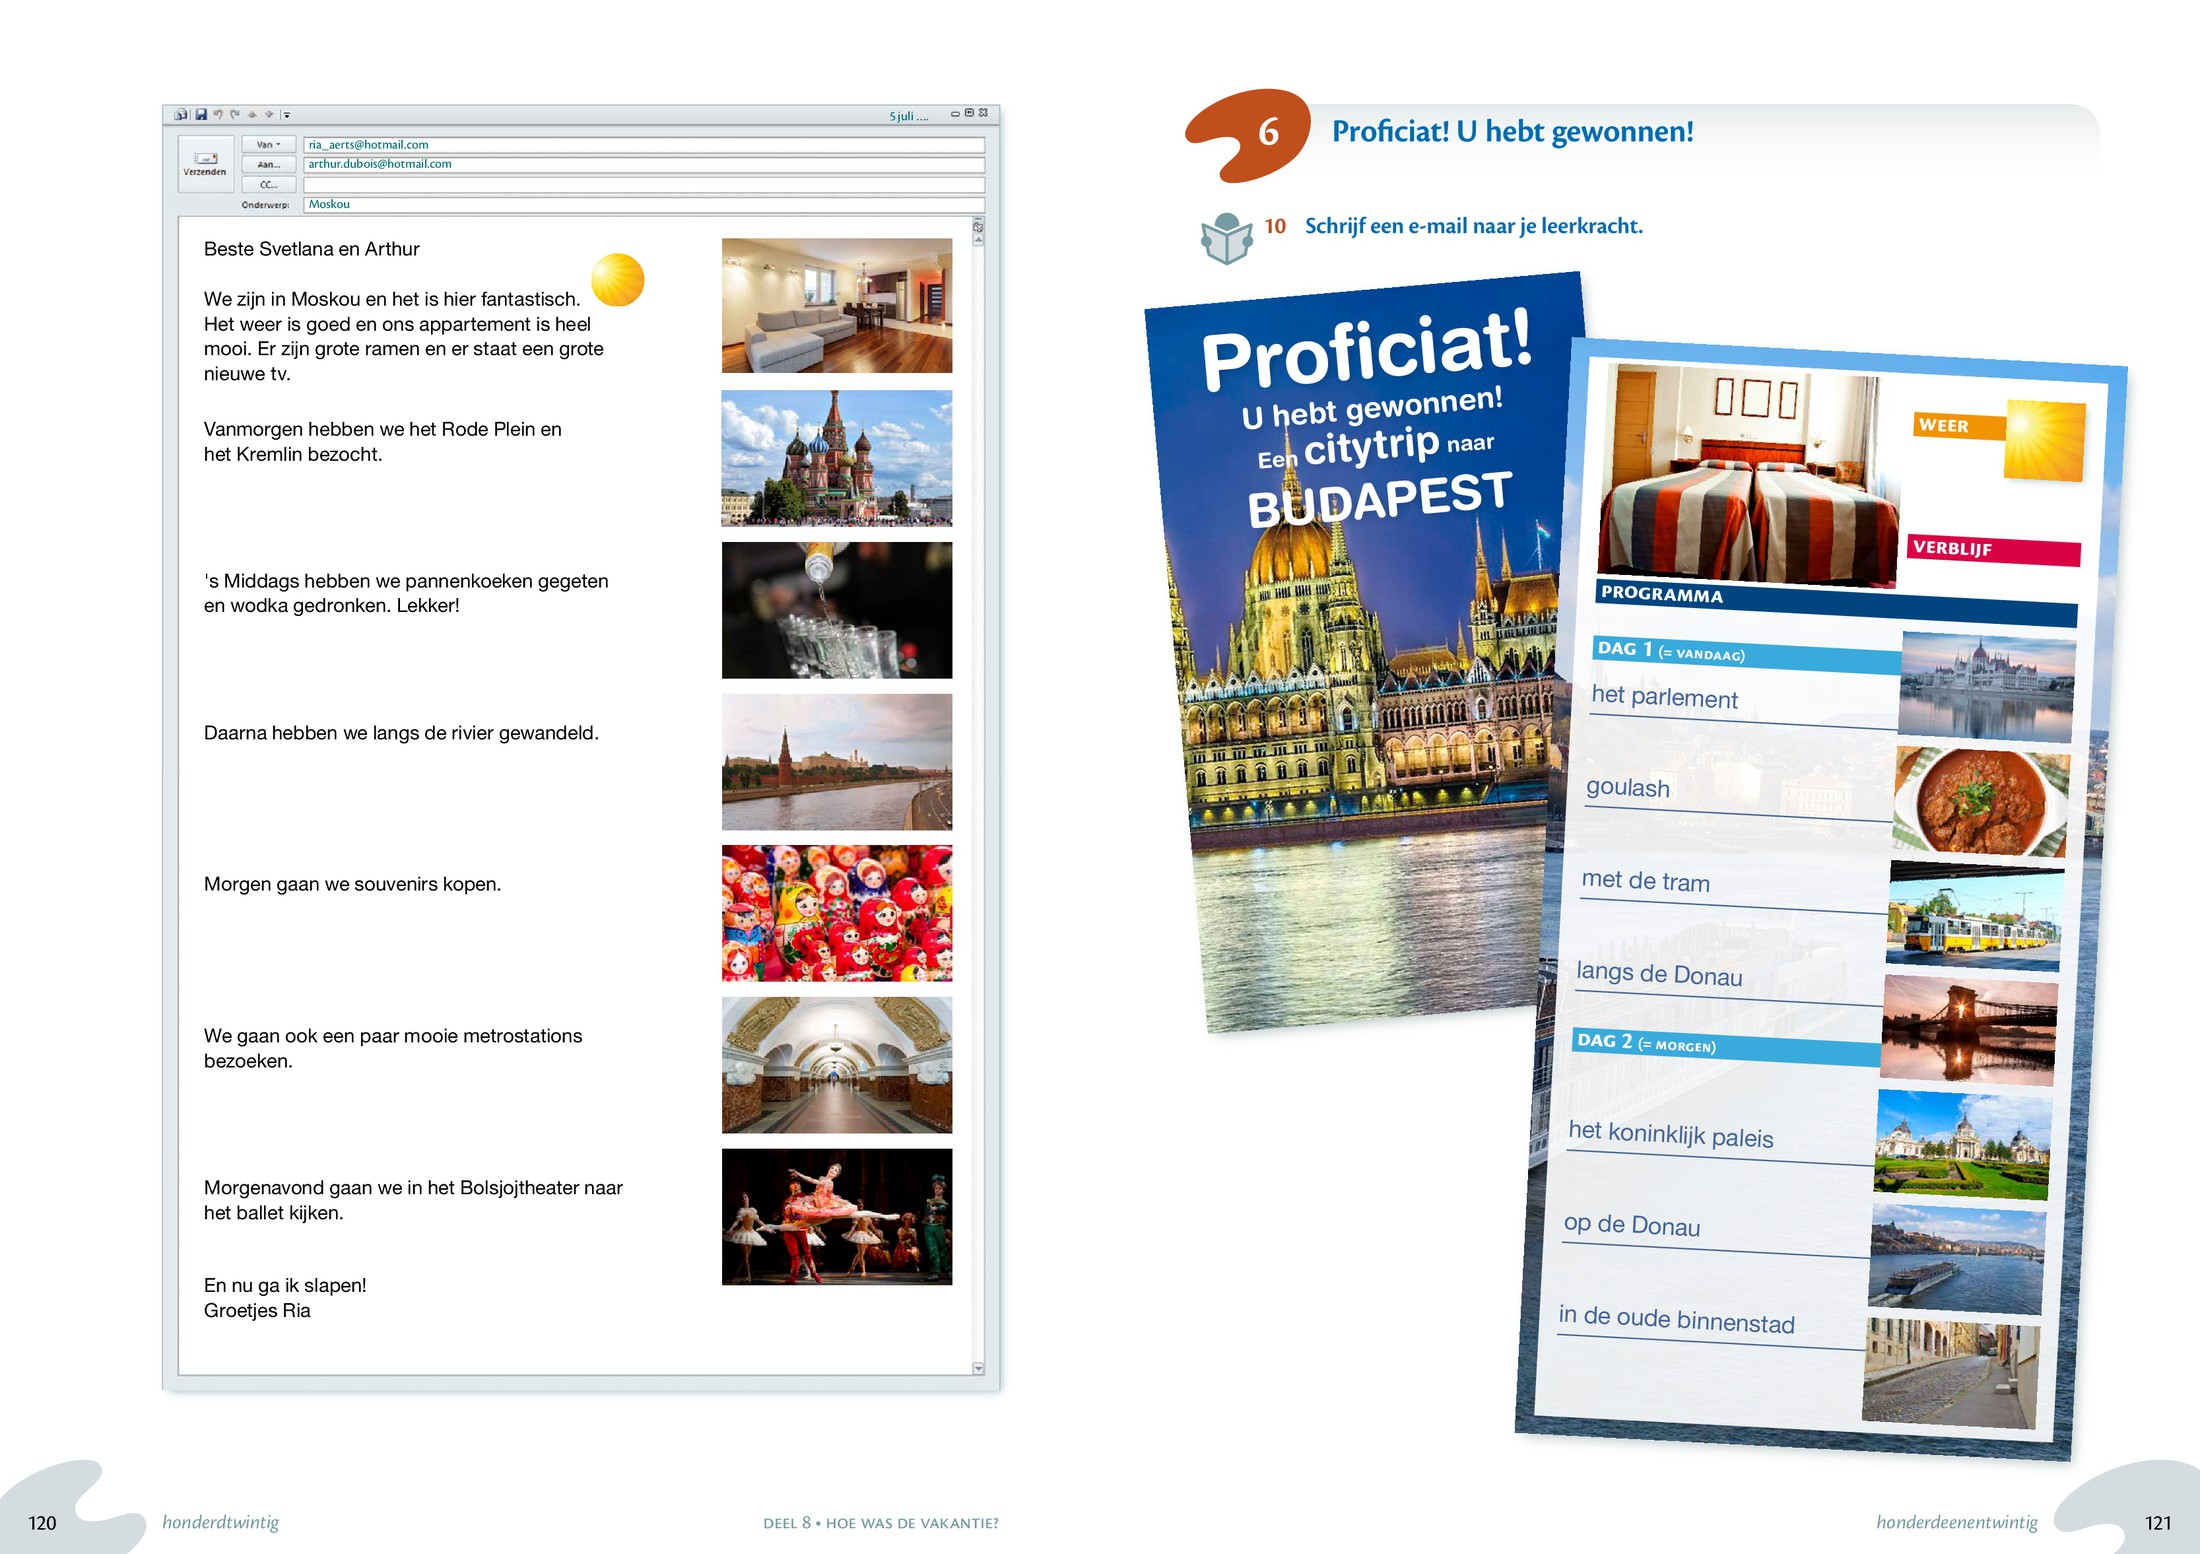 5 juli ....
Van
ria_aerts@hotmail.com
Verzenden
Aan...
arthur.dubois@hotmail.com
CC...
Onderwerp:
Moskou
Beste Svetlana en Arthur
We zijn in Moskou en het is hier fantastisch.
Het weer is goed en ons appartement is heel
mooi. Er zijn grote ramen en er staat een grote
nieuwe tv.
Vanmorgen hebben we het Rode Plein en
het Kremlin bezocht.
's Middags hebben we pannenkoeken gegeten
en wodka gedronken. Lekker!
Daarna hebben we langs de rivier gewandeld.
Morgen gaan we souvenirs kopen.
We gaan ook een paar mooie metrostations
bezoeken.
Morgenavond gaan we in het Bolsjojtheater naar
het ballet kijken.
En nu ga ik slapen!
Groetjes Ria
120
honderdtwintig
DEEL 8 • HOE WAS DE VAKANTIE?
6
Proficiat! U hebt gewonnen!
10 Schrijf een e-mail naar je leerkracht.
Proficiat!
U hebt gewonnen!
Een citytrip naar
BUDAPEST
WEER
VERBLIJF
PROGRAMMA
DAG 1 (= VANDAAG)
het parlement
goulash
met de tram
langs de Donau
DAG 2 (= MORGEN)
het koninklijk paleis
op de Donau
in de oude binnenstad
honderdeenentwintig
121